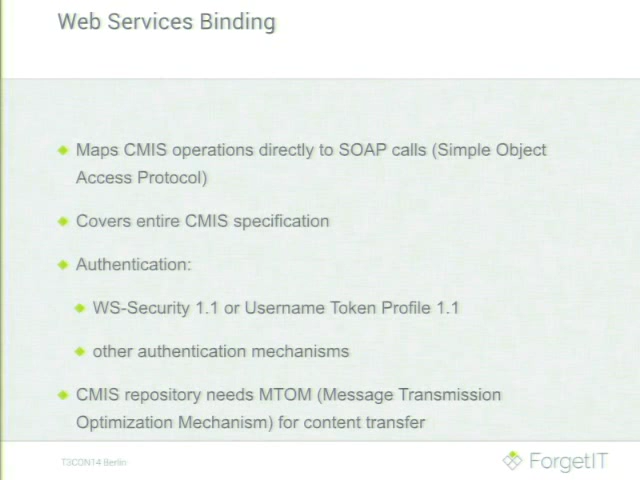 Web Services Binding
Maps CMIS operations directly to SOAP calls (Simple Object
Access Protocol)
Covers entire CMIS specification
Authentication:
WS-Security 1.1 or Username Token Profile 1.1
other authentication mechanisms
CMIS repository needs MTOM (Message Transmission
Optimization Mechanism) for content transfer
T3CON14 Berlin
ForgetIT